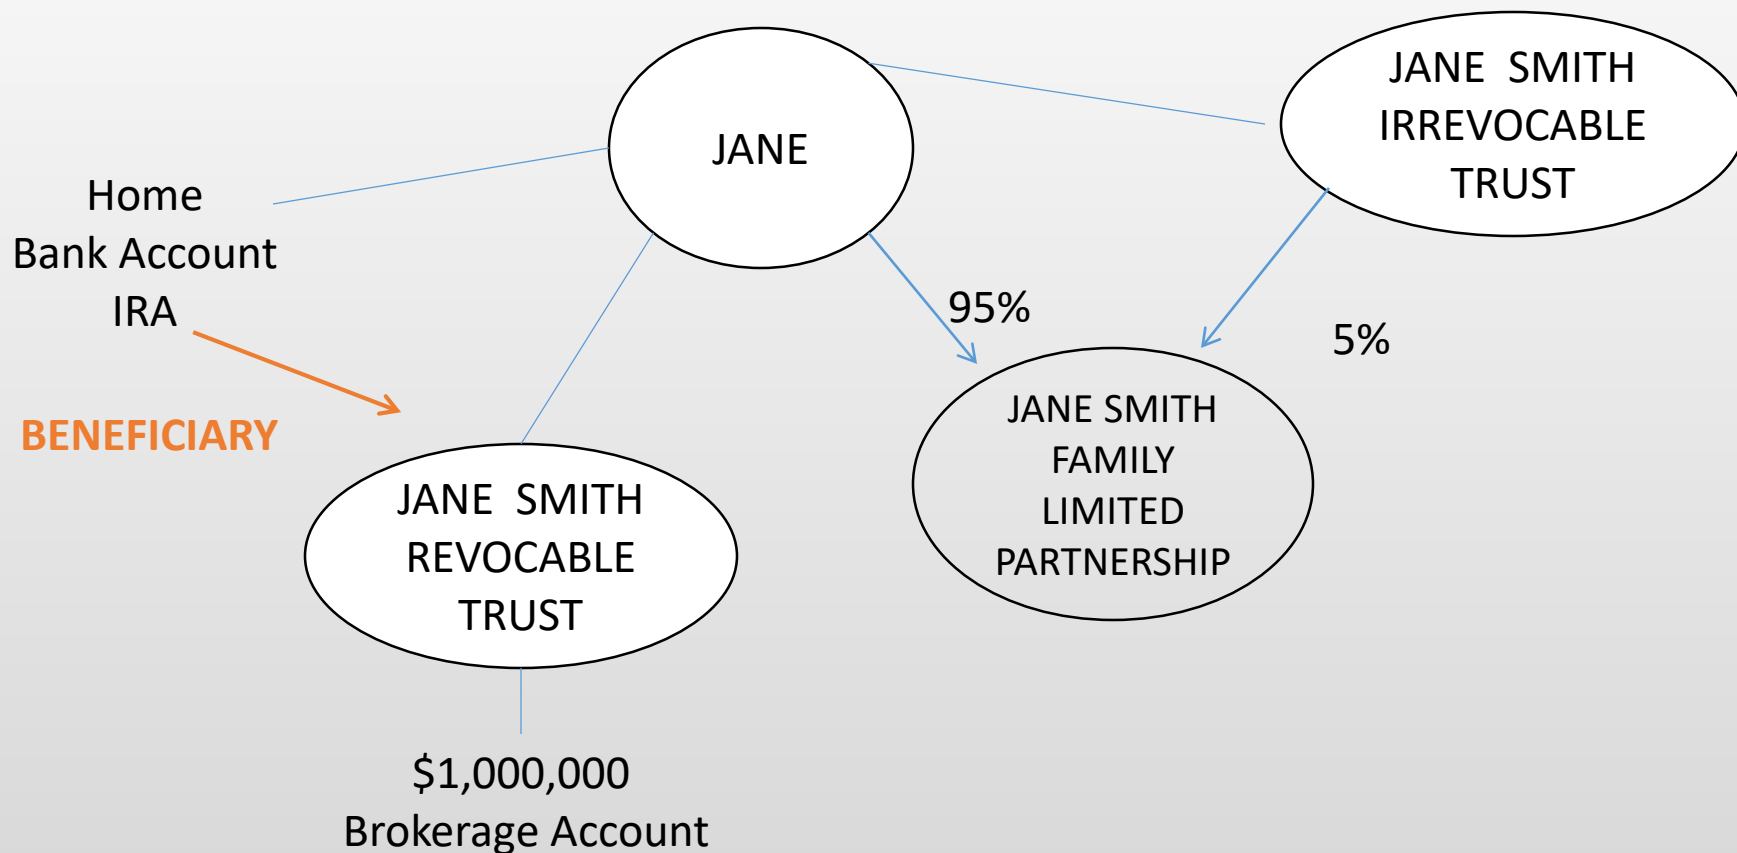 JANE
JANE  SMITH
IRREVOCABLE
TRUST
Home
Bank Account
IRA
95%
5%
BENEFICIARY
JANE SMITH
FAMILY
LIMITED
PARTNERSHIP
JANE  SMITH
REVOCABLE
TRUST
$1,000,000
Brokerage Account